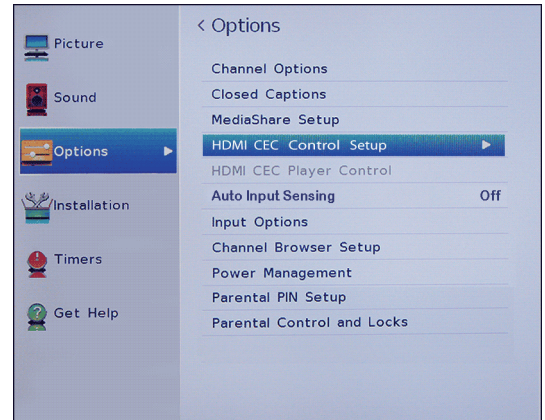 Picture
Sound
Options
Installation
Timers
Get Help
< Options
Channel Options
Closed Captions
MediaShare Setup
HDMI CEC Control Setup
HDMI CEC Player Control
Auto Input Sensing Off
Input Options
Channel Browser Setup
Power Management
Parental PIN Setup
Parental Control and Locks